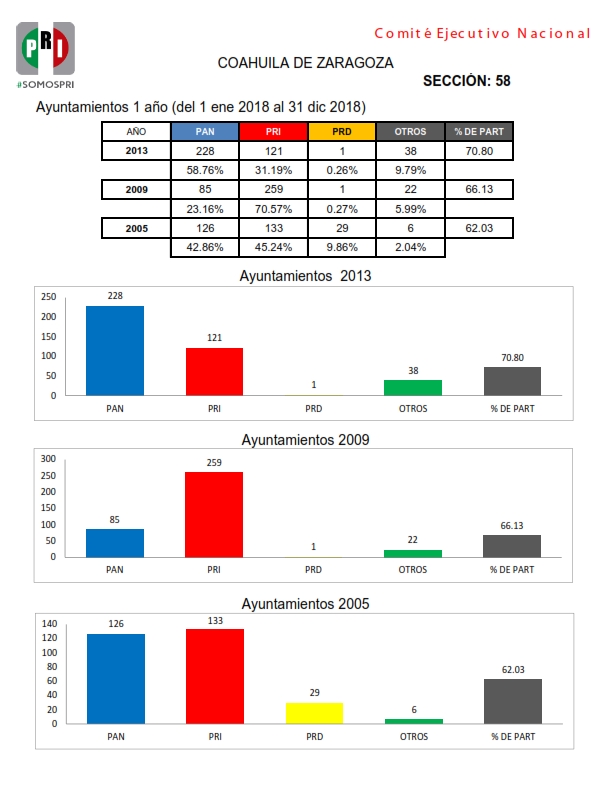 Comité Ejecutivo Nacional
PRI
#SOMOSPRI
COAHUILA DE ZARAGOZA
SECCIÓN: 58
Ayuntamientos 1 año (del 1 ene 2018 al 31 dic 2018)
AÑO PAN PRI PRD OTROS % DE PART
2013 228 121 1 38 70.80
58.76% 31.19% 0.26% 9.79%
2009 85 259 1 22 66.13
23.16% 70.57% 0.27% 5.99%
2005 126 133 29 6 62.03
42.86% 45.24% 9.86% 2.04%
Ayuntamientos 2013
250
200
150
100
50
0
228 121 1 38 70.80
PAN PRI PRD OTROS % DE PART
Ayuntamientos 2009
300
250
200
150
100
50
0
85 259 1 22 66.13
PAN PRI PRD OTROS % DE PART
Ayuntamientos 2005
140
120
100
80
60
40
20
0
126 133 29 6 62.03
PAN PRI PRD OTROS % DE PART